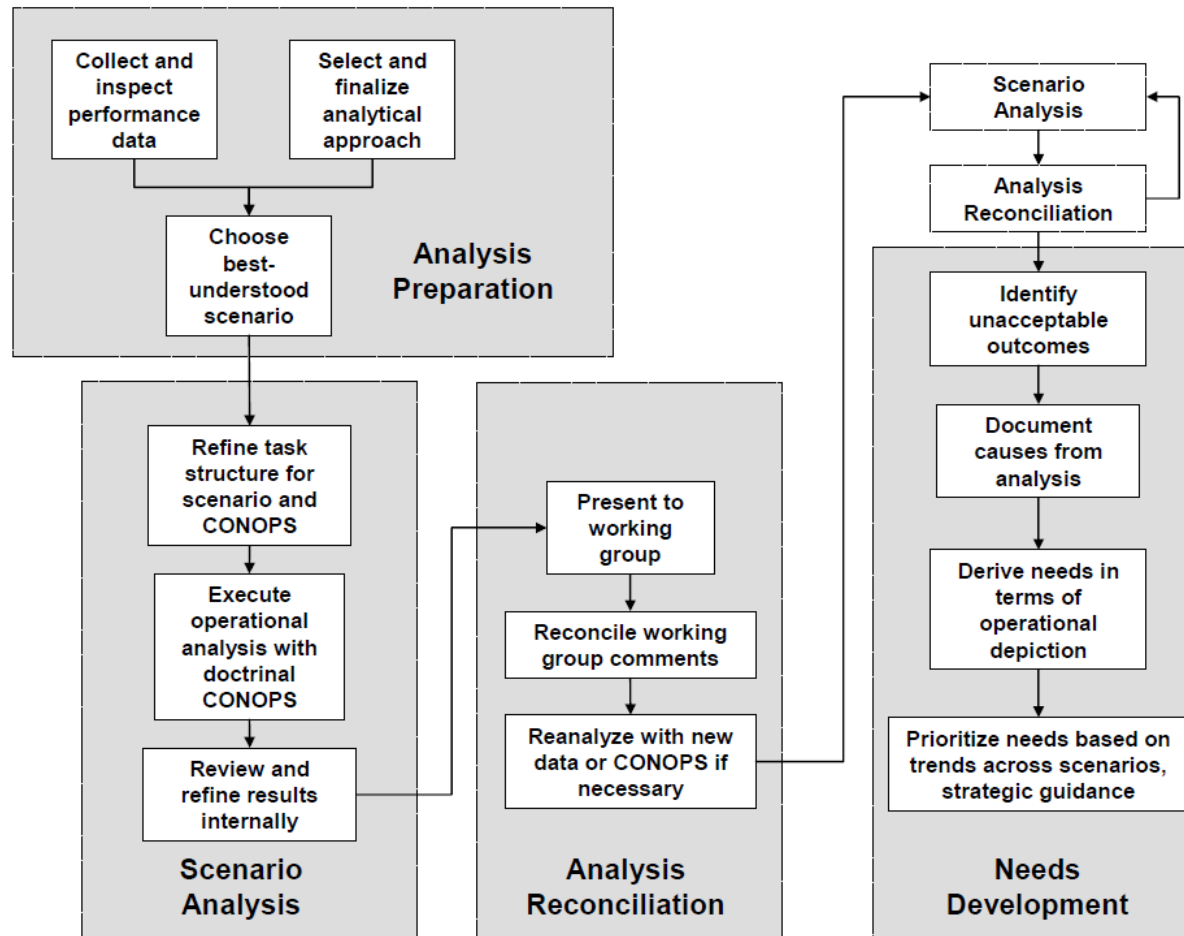 Collect and
inspect
performance
data
Select and
finalize
analytical
approach
Choose
best-
understood
scenario
Analysis
Preparation
Refine task
structure for
scenario and
CONOPS
Execute
operational
analysis with
doctrinal
CONOPS
Review and
refine results
internally
Scenario
Analysis
Present to
working
group
Reconcile working
group comments
Reanalyze with new
data or CONOPS if
necessary
Analysis
Reconciliation
Scenario
Analysis
Analysis
Reconciliation
Identify
unacceptable
outcomes
Document
causes from
analysis
Derive needs in
terms of
operational
depiction
Prioritize needs based on
trends across scenarios,
strategic guidance
Needs
Development